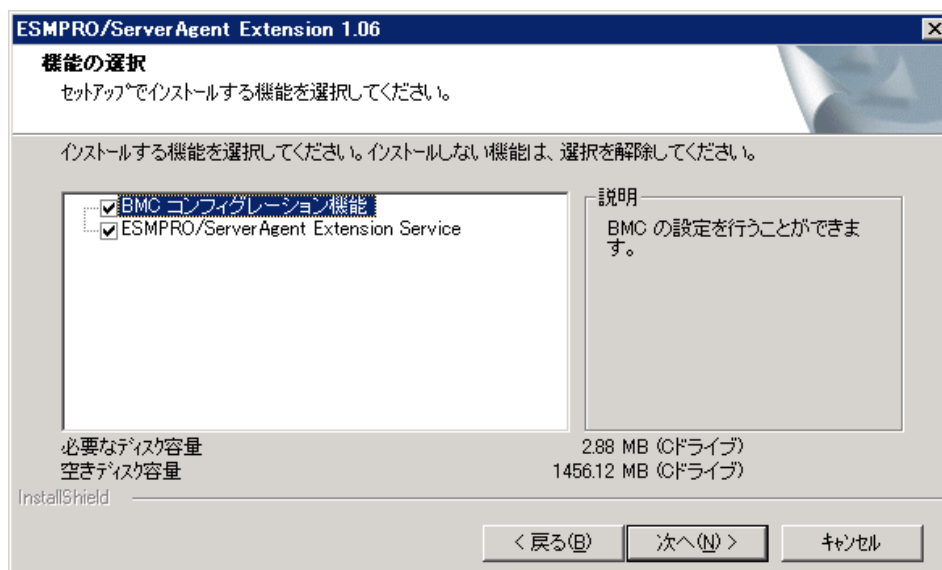 ESMPRO/ServerAgent Extension 1.06
機能の選択
セットアップでインストールする機能を選択してください。
インストールする機能を選択してください。インストールしない機能は、選択を解除してください。
BMC コンフィグレーション機能
ESMPRO/ServerAgent Extension Service
説明
BMC の設定を行うことができま
す。
必要なディスク容量 2.88 MB (Cドライブ)
空きディスク容量 1456.12 MB (Cドライブ)
InstallShield
< 戻る(B) 次へ(N) > キャンセル